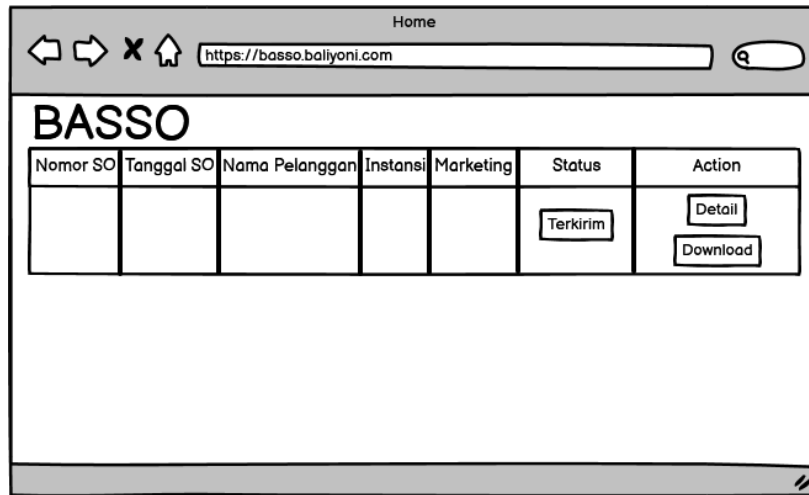 Home
https://basso.baliyoni.com
BASSO
Nomor SO Tanggal SO Nama Pelanggan Instansi Marketing Status Action
Terkirim Detail
Download